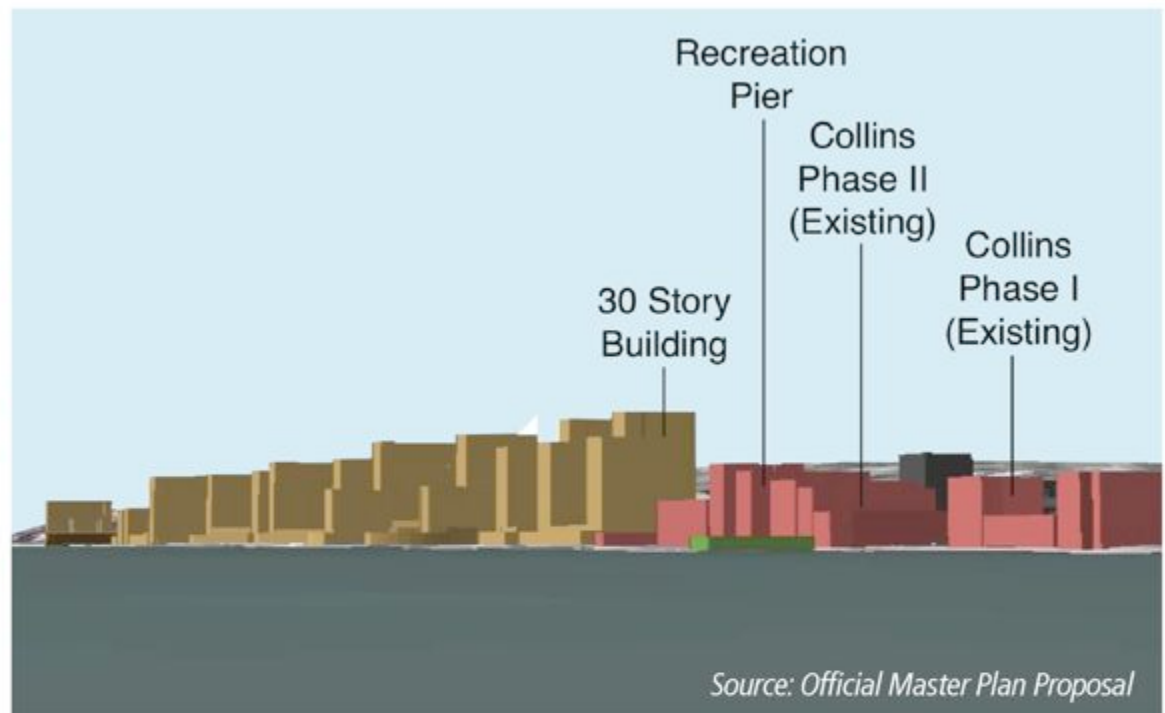 Recreation
Pier
Collins
Phase II
(Existing)
Collins
Phase I
(Existing)
30 Story
Building
Source: Official Master Plan Proposal